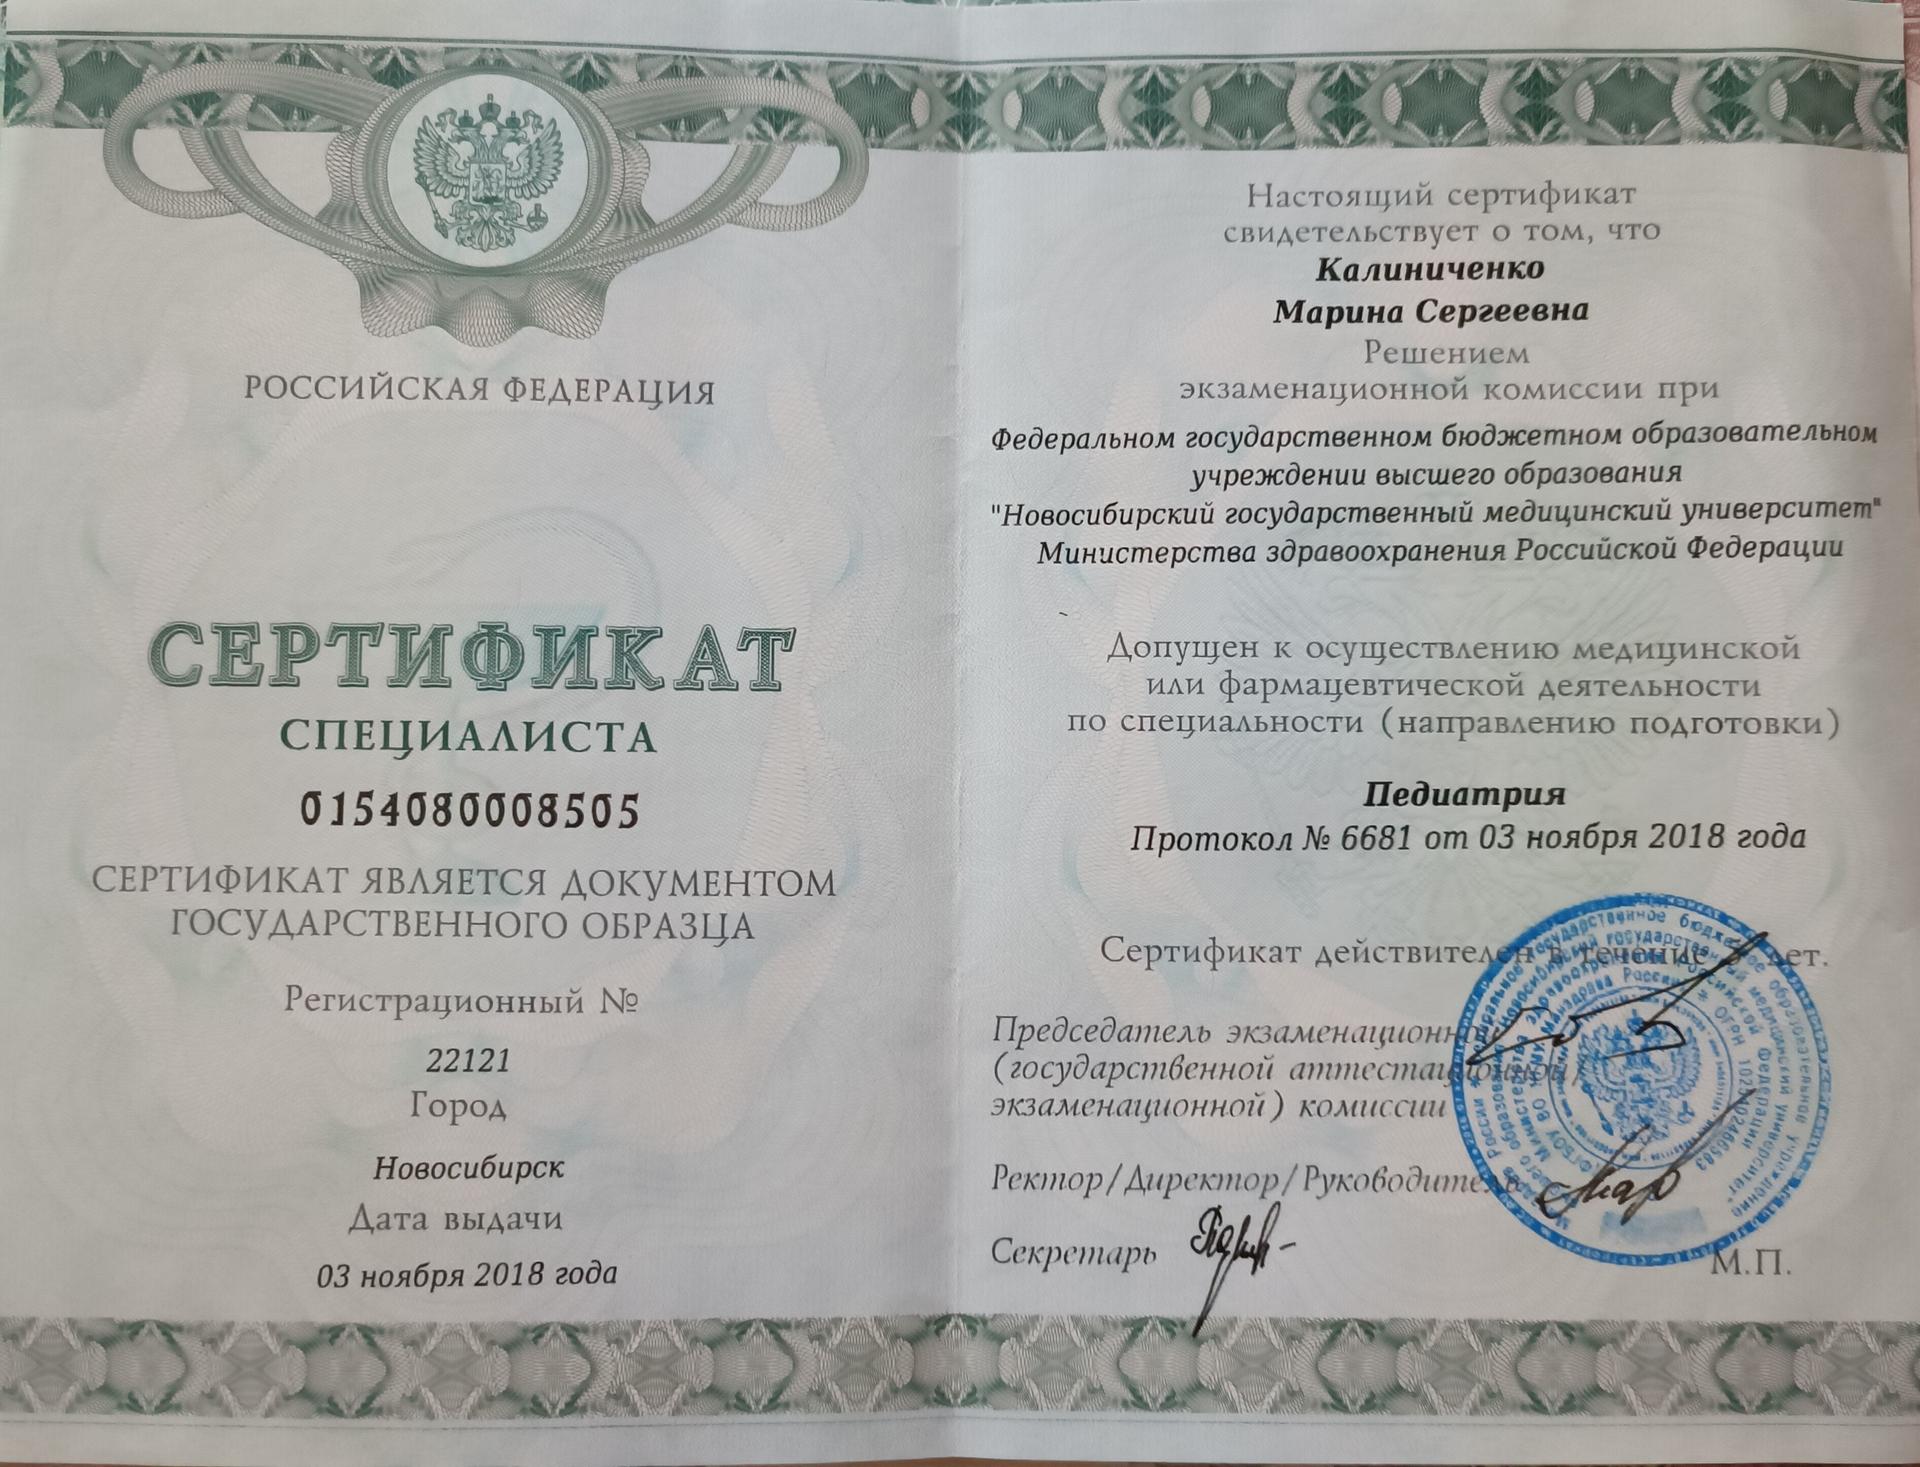 РОССИЙСКАЯ ФЕДЕРАЦИЯ
СЕРТИФИКАТ
СПЕЦИАЛИСТА
0154080008505
СЕРТИФИКАТ ЯВЛЯЕТСЯ ДОКУМЕНТОМ
ГОСУДАРСТВЕННОГО ОБРАЗЦА
Регистрационный №
22121
Город
Новосибирск
Дата выдачи
03 ноября 2018 года
Настоящий сертификат
свидетельствует о том, что
Калиниченко
Марина Сергеевна
Решением
экзаменационной комиссии при
Федеральном государственном бюджетном образовательном
учреждении высшего образования
"Новосибирский государственный медицинский университет"
Министерства здравоохранения Российской Федерации
Допущен к осуществлению медицинской
или фармацевтической деятельности
по специальности (направлению подготовки)
Педиатрия
Протокол № 6681 от 03 ноября 2018 года
Сертификат действителен в течение 5 лет.
Председатель экзаменационной
(государственной аттестационной,
экзаменационной) комиссии
Ректор/Директор/Руководитель
Секретарь
М.П.